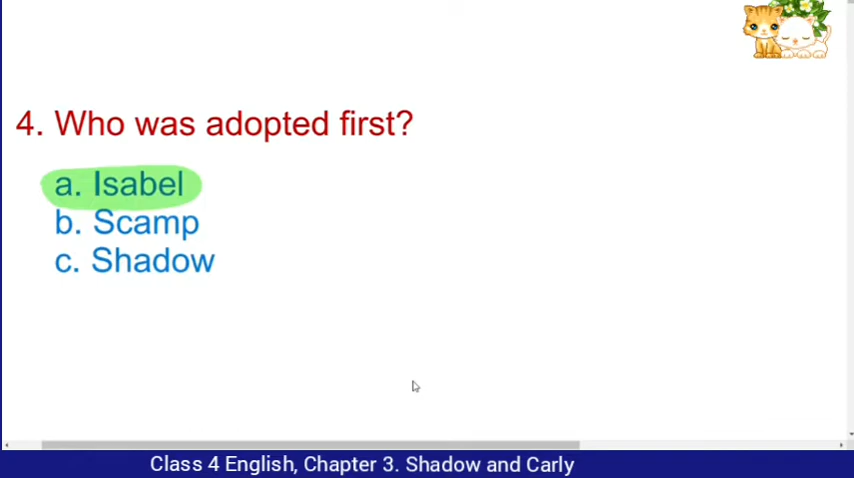 4. Who was adopted first?
a. Isabel
b. Scamp
c. Shadow
Class 4 English, Chapter 3. Shadow and Carly